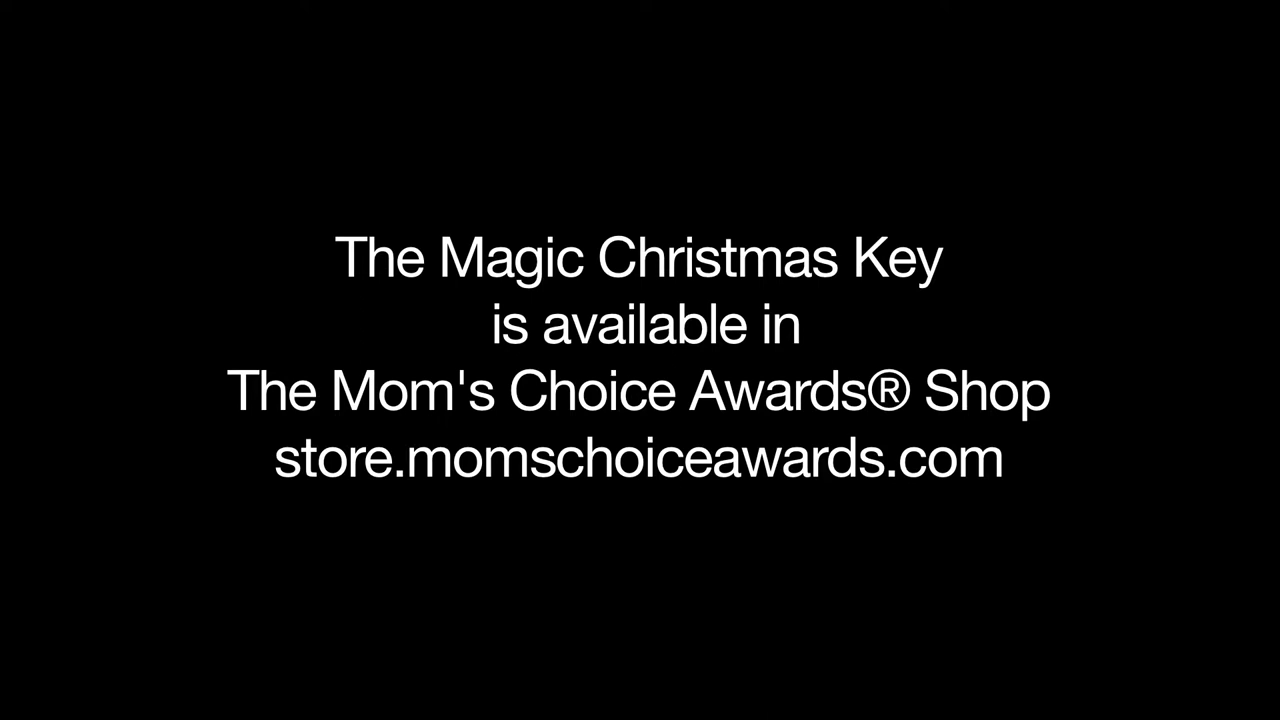 The Magic Christmas Key
is available in
The Mom's Choice Awards® Shop
store.momschoiceawards.com